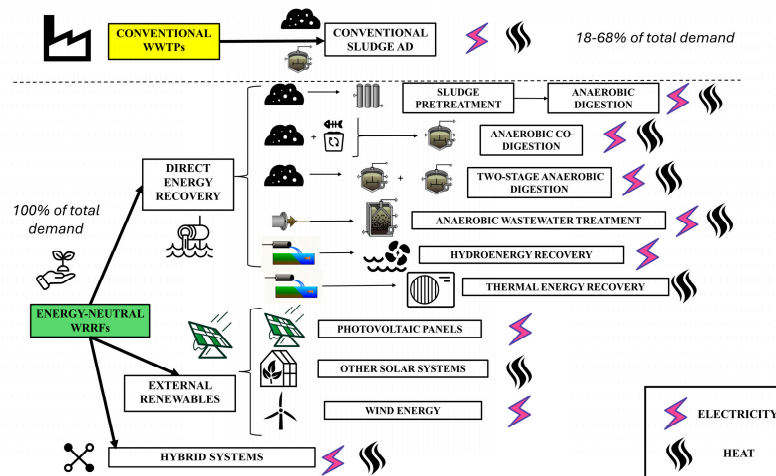 CONVENTIONAL
WWTPs
CONVENTIONAL
SLUDGE AD
18-68% of total demand
SLUDGE
PRETREATMENT
ANAEROBIC
DIGESTION
ANAEROBIC CO-
DIGESTION
DIRECT
ENERGY
RECOVERY
TWO-STAGE ANAEROBIC
DIGESTION
100% of total
demand
ANAEROBIC WASTEWATER TREATMENT
HYDROENERGY RECOVERY
THERMAL ENERGY RECOVERY
ENERGY-NEUTRAL
WRRFs
PHOTOVOLTAIC PANELS
EXTERNAL
RENEWABLES
OTHER SOLAR SYSTEMS
WIND ENERGY
HYBRID SYSTEMS
ELECTRICITY
HEAT